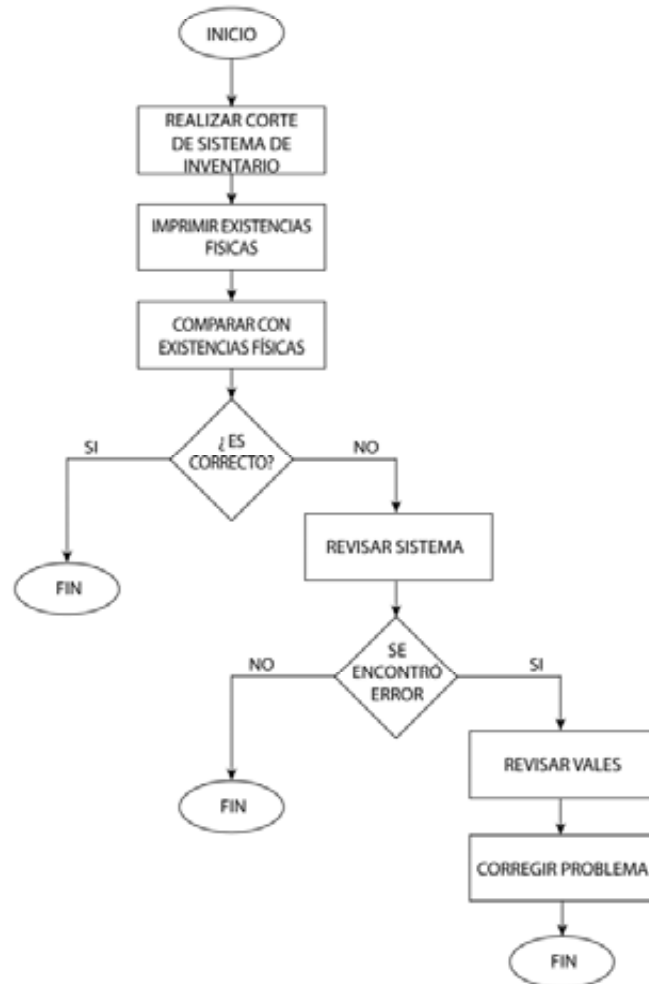 INICIO
REALIZAR CORTE
DE SISTEMA DE
INVENTARIO
IMPRIMIR EXISTENCIAS
FISICAS
COMPARAR CON
EXISTENCIAS FÍSICAS
¿ES
CORRECTO?
SI
NO
FIN
REVISAR SISTEMA
SE
ENCONTRÓ
ERROR
NO
SI
FIN
REVISAR VALES
CORREGIR PROBLEMA
FIN